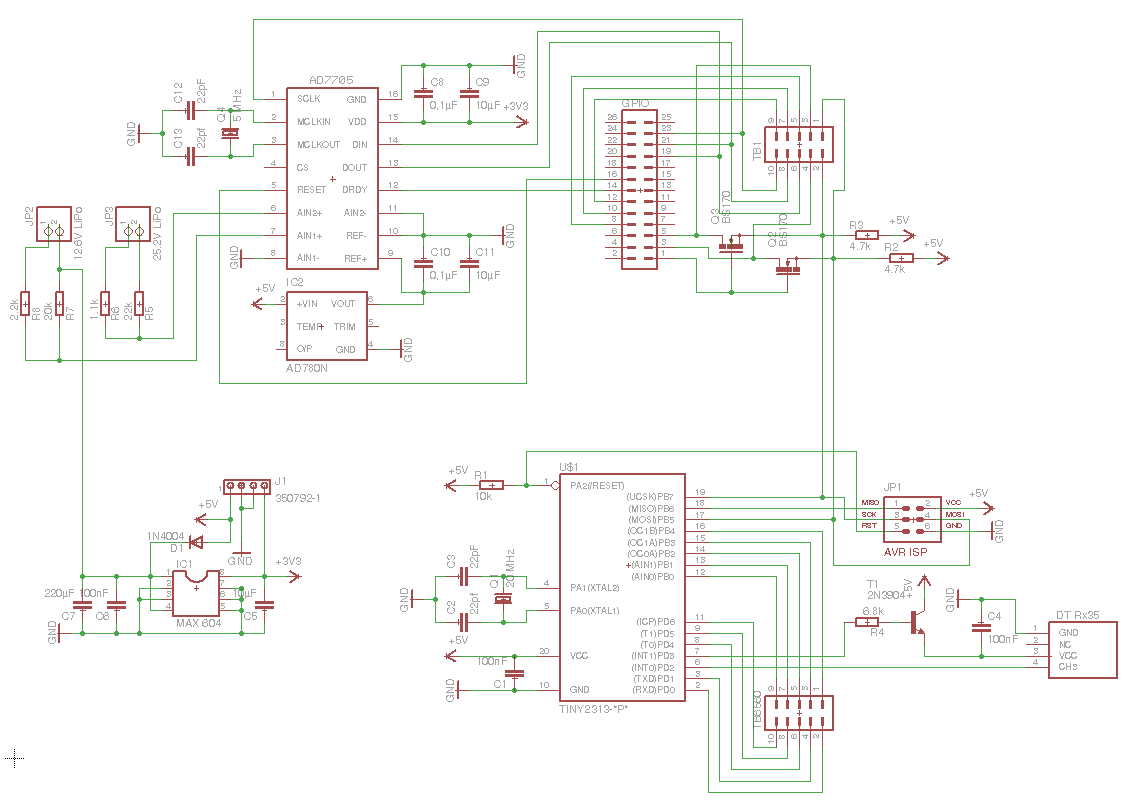 AD7705
1 SCLK GND 16
2 MCLKIN VDD 15
3 MCLKOUT DIN 14
4 CS DOUT 13
5 RESET DRDY 12
6 AIN2+ AIN2- 11
7 AIN1+ REF- 10
8 AIN1- REF+ 9
C12 22pF
C13 22pf
5 MHz
GND
C8 0,1µF
C9 10µF
GND
+3V3
GND
C10 0,1µF
C11 10µF
GND
JP2
1 2
12.6V LiPo
JP3
1 2
25.2V LiPo
2.2k R8
20k R7
1.1k R6
22k R5
IC2
+5V
2 +VIN VOUT 6
3 TEMP TRIM 5
8 O/P GND 4
AD780N
GND
GPIO
26 25
24 23
22 21
20 19
18 17
16 15
14 13
12 11
10 9
8 7
6 5
4 3
2 1
TB1
9 7 5 3 1
10 8 6 4 2
Q3 BS170
Q2 BS170
R3 4.7k +5V
R2 4.7k +5V
J1
1
350792-1
+5V
1N4004
D1
GND
IC1
+3V3
1 8
2 7
3 6
4 5
MAX604
220µF C7
100nF C6
10µF C5
GND
U$1
+5V R1 10k
1 PA2(/RESET)
4 PA1(XTAL2)
5 PA0(XTAL1)
20 VCC
10 GND
(UCSK)PB7 19
(MISO)PB6 18
(MOSI)PB5 17
(OC1B)PB4 16
(OC1A)PB3 15
(OC0A)PB2 14
(AIN1)PB1 13
(AIN0)PB0 12
(ICP)PD6 11
(T1)PD5 9
(T0)PD4 8
(INT1)PD3 7
(INT0)PD2 6
(TXD)PD1 3
(RXD)PD0 2
TINY2313-"P"
C3 22pF
C2 22pf
20 MHz
GND
+5V
100nF
C1
GND
JP1
MISO 1 2 VCC
SCK 3 4 MOSI
RST 5 6 GND
AVR ISP
+5V
GND
T1
2N3904
+5V
6.8k
R4
GND
C4
100nF
DT Rx35
1 GND
2 NC
3 VCC
4 CH3
9 7 5 3 1
10 8 6 4 2